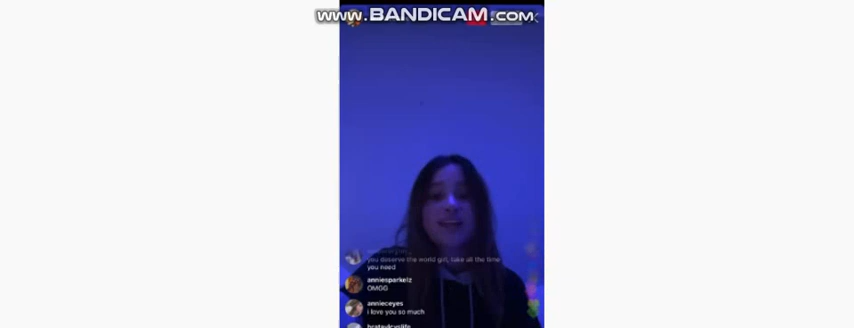 www.BANDICAM.com
you deserve the world girl, take all the time
you need
anniesparkelz
OMGG
annieceyes
i love you so much